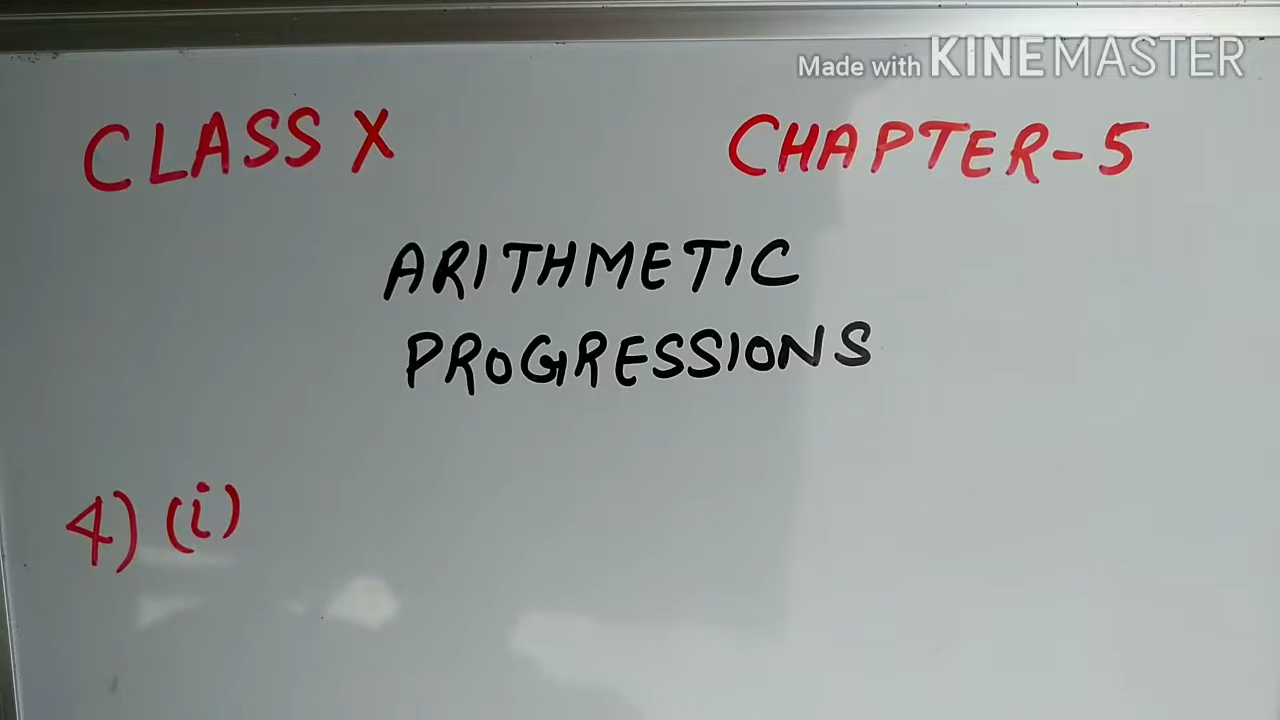 Made with KINEMASTER
CLASS X CHAPTER-5
ARITHMETIC
PROGRESSIONS
4) (i)